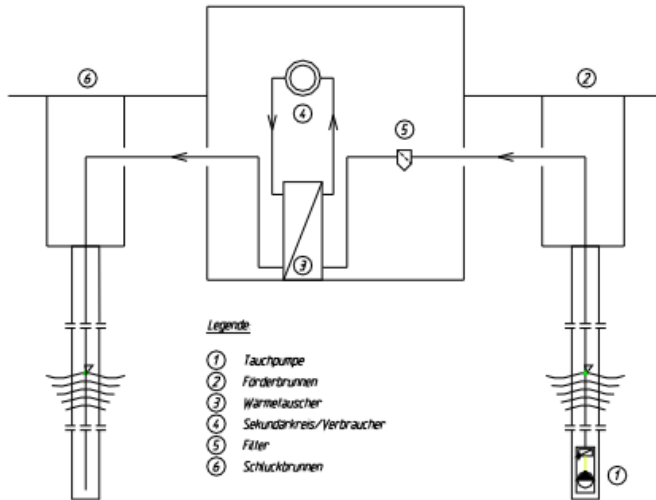 6
2
4
5
3
Legende
1 Tauchpumpe
2 Förderbrunnen
3 Wärmetauscher
4 Sekundärkreis/Verbraucher
5 Filter
6 Schluckbrunnen
1